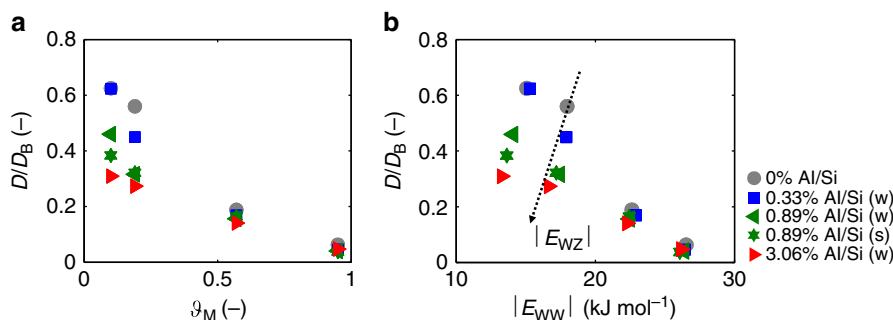 a
0.8
0.6
0.4
0.2
0
D/D_B (–)
0
0.5
1
ϑ_M (–)
b
0.8
0.6
0.4
0.2
0
D/D_B (–)
|E_WZ|
10
20
30
|E_WW| (kJ mol⁻¹)
0% Al/Si
0.33% Al/Si (w)
0.89% Al/Si (w)
0.89% Al/Si (s)
3.06% Al/Si (w)